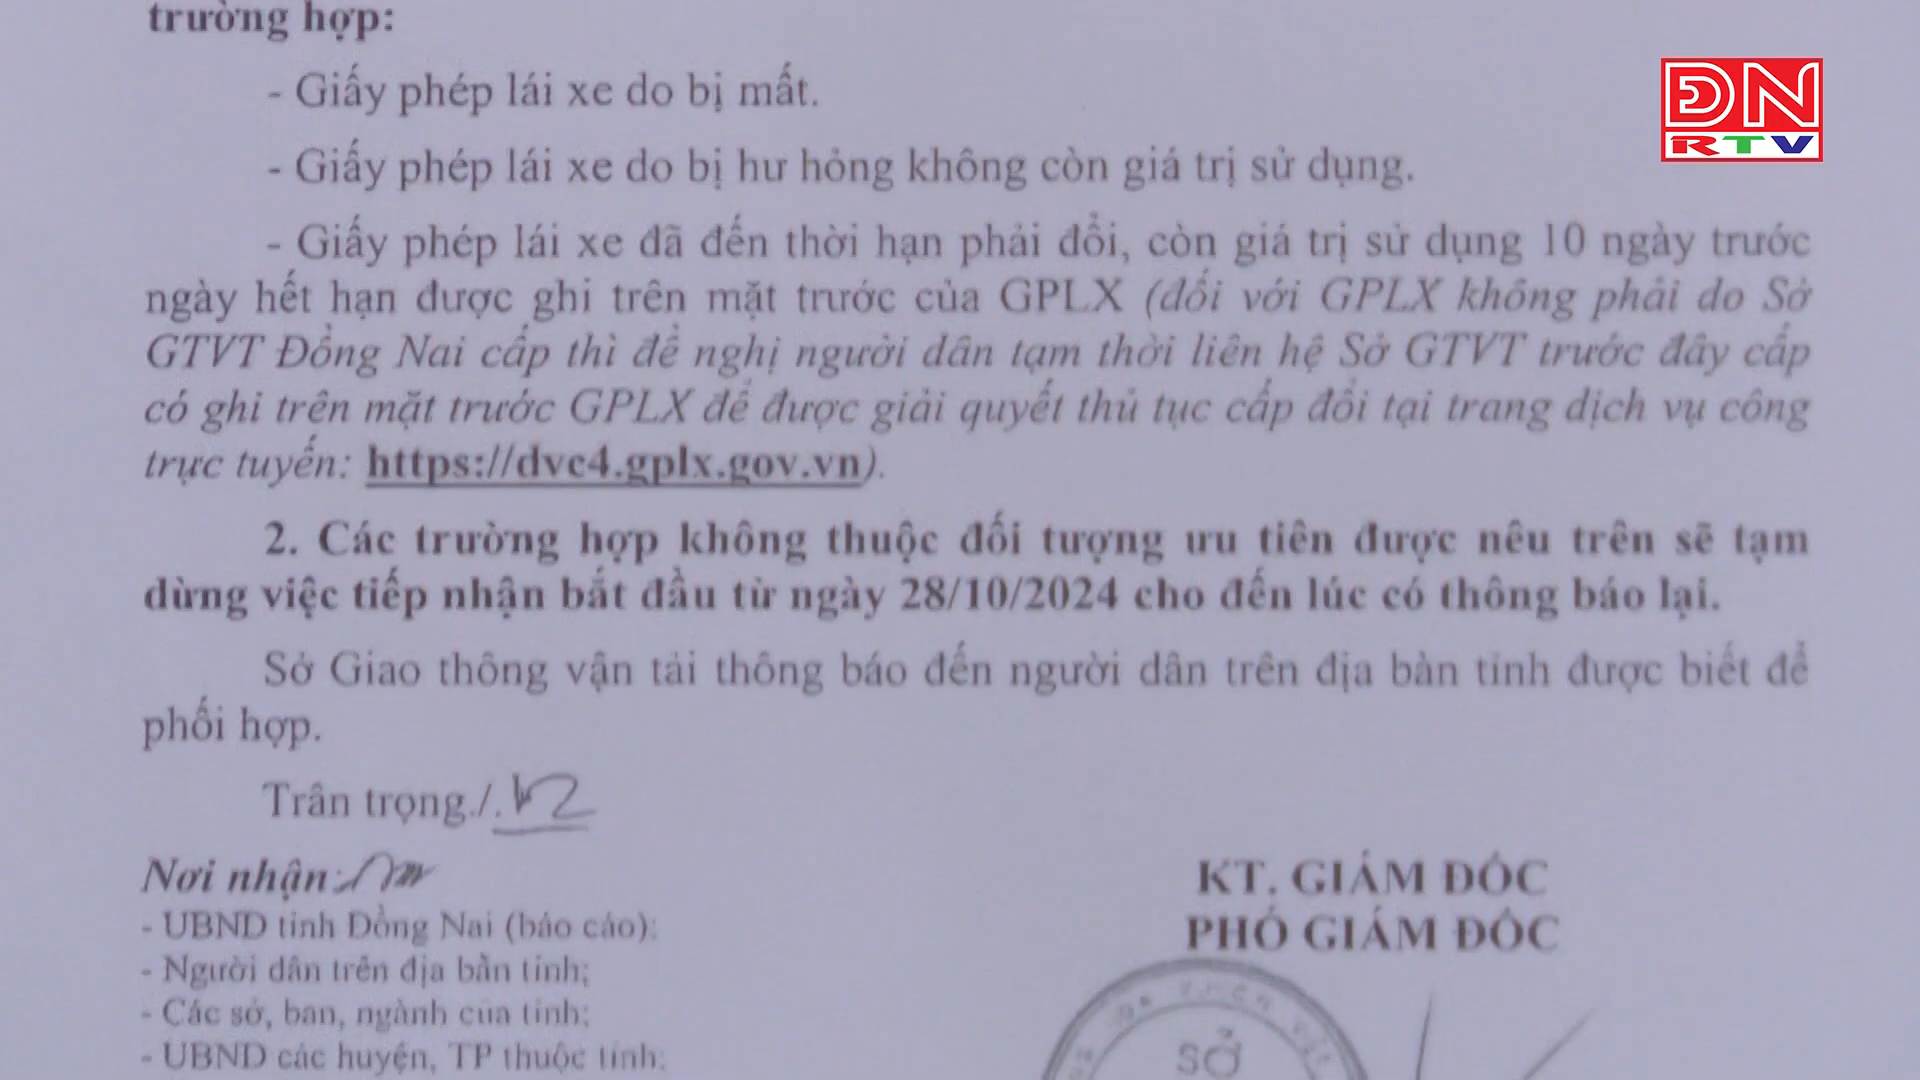 trường hợp:
DN
RTV
- Giấy phép lái xe do bị mất.
- Giấy phép lái xe do bị hư hỏng không còn giá trị sử dụng.
- Giấy phép lái xe đã đến thời hạn phải đổi, còn giá trị sử dụng 10 ngày trước
ngày hết hạn được ghi trên mặt trước của GPLX (đối với GPLX không phải do Sở
GTVT Đồng Nai cấp thì đề nghị người dân tạm thời liên hệ Sở GTVT trước đây cấp
có ghi trên mặt trước GPLX để được giải quyết thủ tục cấp đổi tại trang dịch vụ công
trực tuyến: https://dvc4.gplx.gov.vn).
2. Các trường hợp không thuộc đối tượng ưu tiên được nêu trên sẽ tạm
dừng việc tiếp nhận bắt đầu từ ngày 28/10/2024 cho đến lúc có thông báo lại.
Sở Giao thông vận tải thông báo đến người dân trên địa bàn tỉnh được biết để
phối hợp.
Trân trọng./.
Nơi nhận:
- UBND tỉnh Đồng Nai (báo cáo);
- Người dân trên địa bàn tỉnh;
- Các sở, ban, ngành của tỉnh;
- UBND các huyện, TP thuộc tỉnh;
KT. GIÁM ĐỐC
PHÓ GIÁM ĐỐC
SỞ